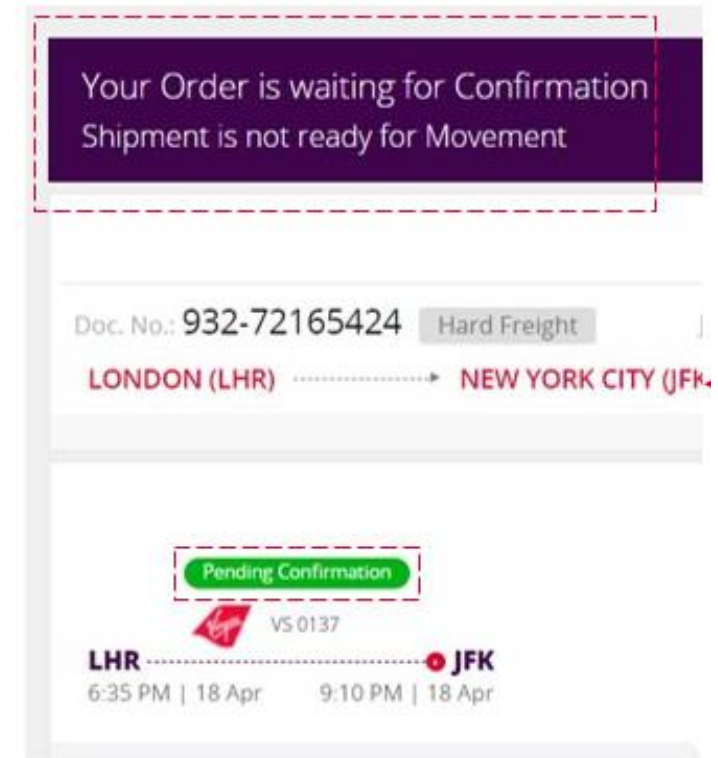 Your Order is waiting for Confirmation
Shipment is not ready for Movement
Doc. No.: 932-72165424 Hard Freight
LONDON (LHR) NEW YORK CITY (JFK
Pending Confirmation
Virgin VS 0137
LHR JFK
6:35 PM | 18 Apr 9:10 PM | 18 Apr